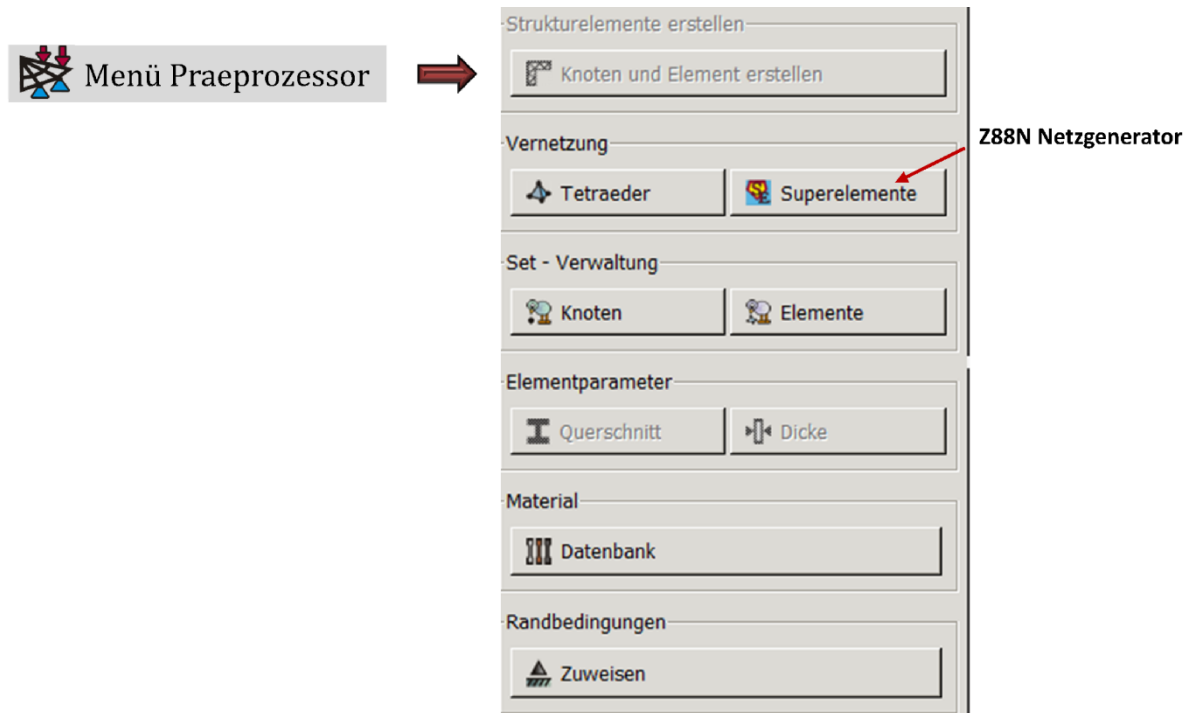 Menü Praeprozessor
Strukturelemente erstellen
Knoten und Element erstellen
Vernetzung
Z88N Netzgenerator
Tetraeder
Superelemente
Set - Verwaltung
Knoten
Elemente
Elementparameter
Querschnitt
Dicke
Material
Datenbank
Randbedingungen
Zuweisen